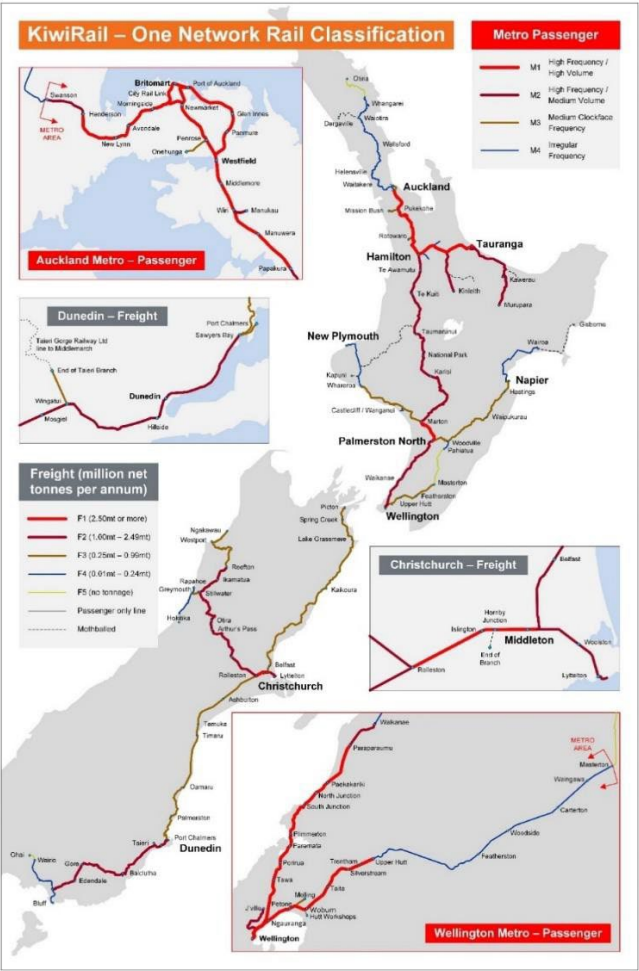 KiwiRail – One Network Rail Classification
Metro Passenger
M1 High Frequency /
High Volume
M2 High Frequency /
Medium Volume
M3 Medium Clockface
Frequency
M4 Irregular
Frequency
Swanson
METRO
AREA
Henderson
New Lynn
Avondale
Morningside
City Rail Link
Britomart
Port of Auckland
Newmarket
Glen Innes
Panmure
Penrose
Onehunga
Westfield
Middlemore
Wiri
Manukau
Manurewa
Papakura
Auckland Metro – Passenger
Otiria
Whangarei
Dargaville
Waiotira
Wellsford
Helensville
Waitakere
Auckland
Mission Bush
Pukekohe
Rotowaro
Hamilton
Tauranga
Te Awamutu
Te Kuiti
Kinleith
Kawerau
Murupara
Taumarunui
National Park
Karioi
New Plymouth
Kapuni
Whareroa
Castlecliff / Wanganui
Marton
Gisborne
Wairoa
Napier
Hastings
Waipukurau
Palmerston North
Woodville
Pahiatua
Waikanae
Masterton
Featherston
Upper Hutt
Wellington
Dunedin – Freight
Port Chalmers
Sawyers Bay
Taieri Gorge Railway Ltd
line to Middlemarch
End of Taieri Branch
Wingatui
Mosgiel
Dunedin
Hillside
Freight (million net
tonnes per annum)
F1 (2.50mt or more)
F2 (1.00mt – 2.49mt)
F3 (0.25mt – 0.99mt)
F4 (0.01mt – 0.24mt)
F5 (no tonnage)
Passenger only line
Mothballed
Picton
Spring Creek
Lake Grassmere
Kaikoura
Ngakawau
Westport
Reefton
Ikamatua
Rapahoe
Greymouth
Stillwater
Hokitika
Otira
Arthur's Pass
Belfast
Rolleston
Lyttelton
Christchurch
Ashburton
Temuka
Timaru
Oamaru
Palmerston
Port Chalmers
Taieri
Dunedin
Ohai
Wairio
Gore
Edendale
Balclutha
Bluff
Christchurch – Freight
Belfast
Hornby
Junction
Islington
Middleton
End of
Branch
Rolleston
Woolston
Lyttelton
Waikanae
Paraparaumu
Paekakariki
North Junction
South Junction
Pukerua
Paremata
Porirua
Tawa
Trentham
Upper Hutt
Silverstream
Taita
Melling
Petone
Woburn
Hutt Workshops
J'ville
Ngauranga
Wellington
METRO
AREA
Masterton
Waingawa
Carterton
Woodside
Featherston
Wellington Metro – Passenger